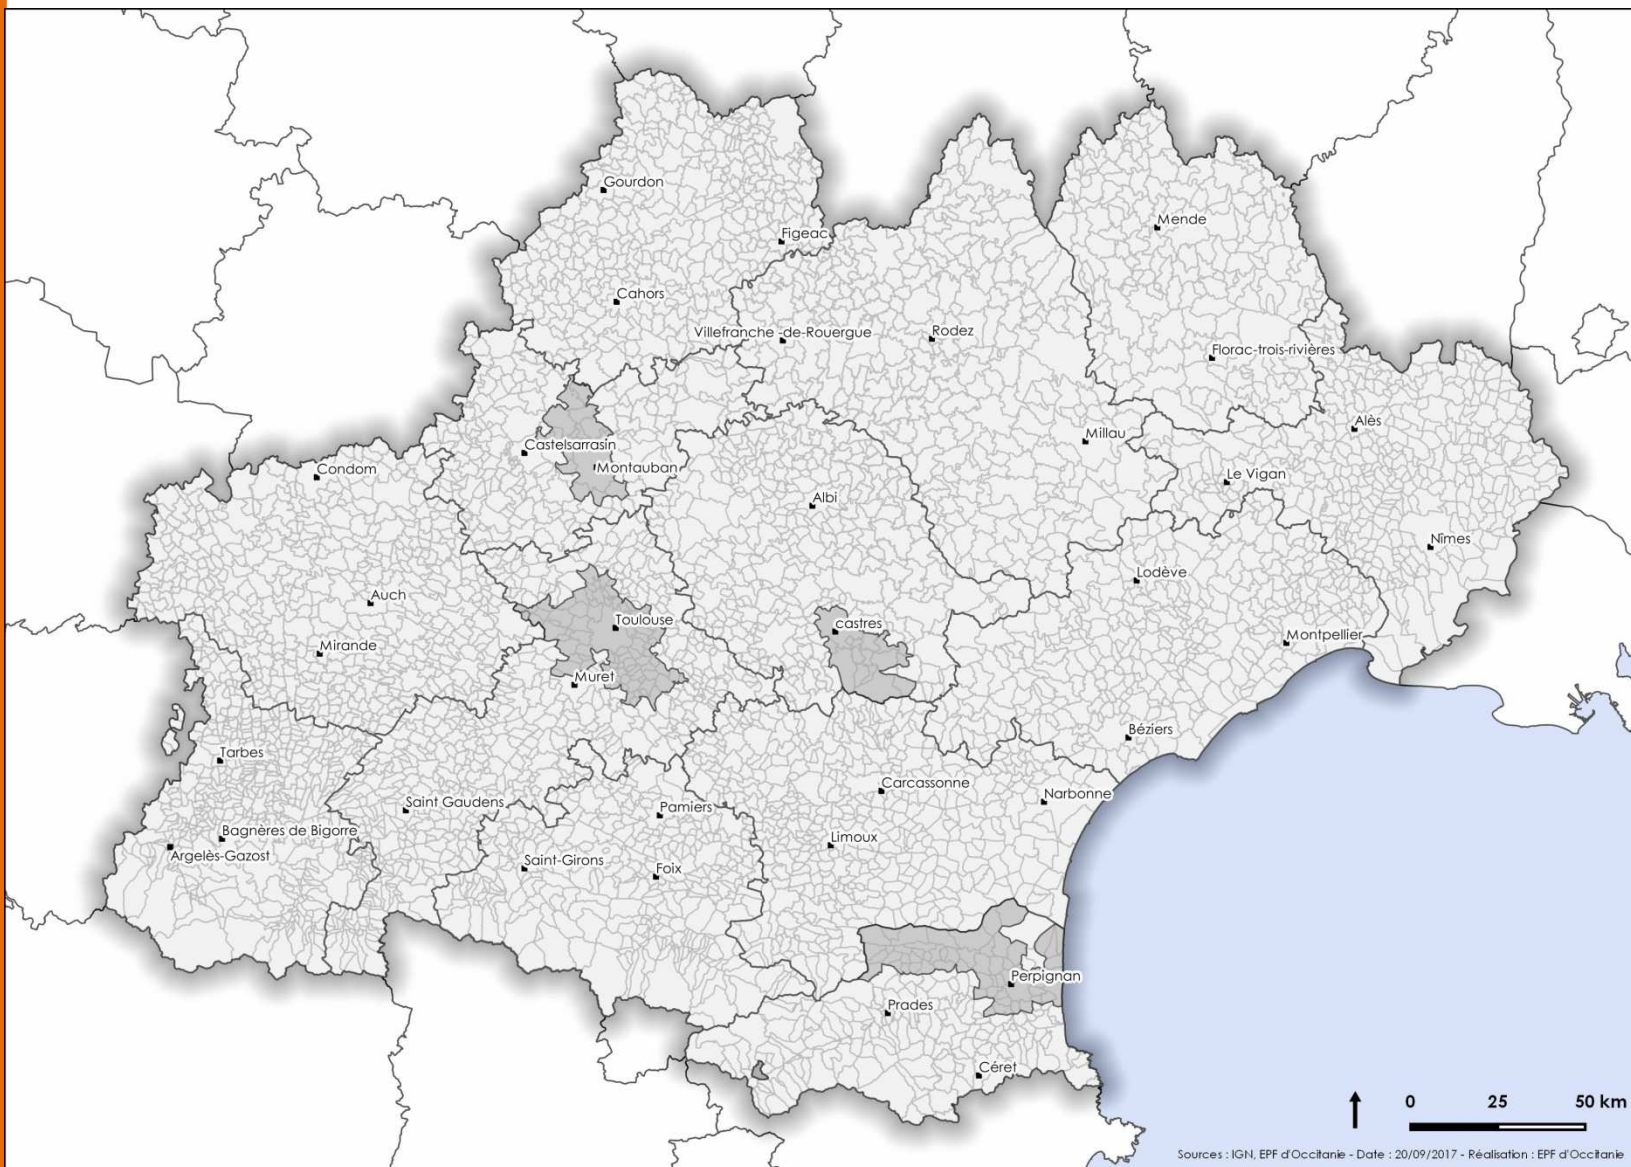 Gourdon
Mende
Figeac
Cahors
Villefranche -de-Rouergue
Rodez
Florac-trois-rivières
Alès
Millau
Castelsarrasin
Montauban
Condom
Le Vigan
Albi
Nîmes
Lodève
Auch
Toulouse
castres
Montpellier
Mirande
Muret
Béziers
Tarbes
Carcassonne
Narbonne
Saint Gaudens
Pamiers
Bagnères de Bigorre
Limoux
Argelès-Gazost
Saint-Girons
Foix
Perpignan
Prades
Céret
0 25 50 km
Sources : IGN, EPF d'Occitanie - Date : 20/09/2017 - Réalisation : EPF d'Occitanie